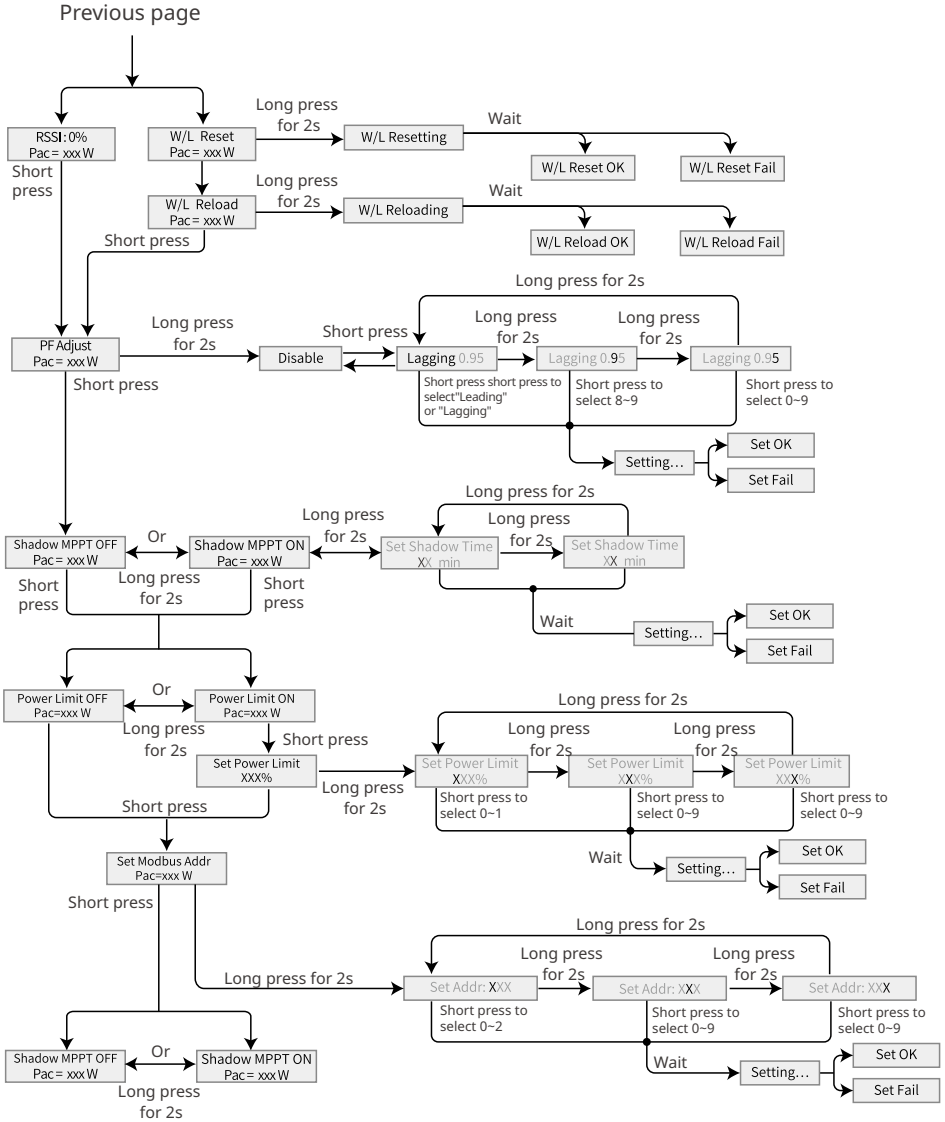 Previous page
Long press
for 2s
Wait
RSSI: 0%
Pac = xxx W
W/L Reset
Pac = xxx W
W/L Resetting
W/L Reset OK
W/L Reset Fail
Short
press
Long press
for 2s
Wait
W/L Reload
Pac = xxx W
W/L Reloading
W/L Reload OK
W/L Reload Fail
Short press
Long press for 2s
Long press
for 2s
Short press
Long press
for 2s
Long press
for 2s
PF Adjust
Pac = xxx W
Disable
Lagging 0.95
Lagging 0.95
Lagging 0.95
Short press
Short press short press to
select"Leading"
or "Lagging"
Short press to
select 8~9
Short press to
select 0~9
Set OK
Setting...
Set Fail
Long press for 2s
Or
Long press
for 2s
Long press
for 2s
Shadow MPPT OFF
Pac = xxx W
Shadow MPPT ON
Pac = xxx W
Set Shadow Time
XX min
Set Shadow Time
XX min
Short
press
Long press
for 2s
Short
press
Wait
Set OK
Setting...
Set Fail
Power Limit OFF
Pac=xxx W
Or
Power Limit ON
Pac=xxx W
Long press for 2s
Long press
for 2s
Short press
Long press
for 2s
Long press
for 2s
Set Power Limit
XXX%
Set Power Limit
XXX%
Set Power Limit
XXX%
Set Power Limit
XXX%
Long press
for 2s
Short press
Short press to
select 0~1
Short press to
select 0~9
Short press to
select 0~9
Wait
Set OK
Setting...
Set Fail
Set Modbus Addr
Pac=xxx W
Short press
Long press for 2s
Long press
for 2s
Long press
for 2s
Long press for 2s
Set Addr: XXX
Set Addr: XXX
Set Addr: XXX
Short press to
select 0~2
Short press to
select 0~9
Short press to
select 0~9
Wait
Set OK
Setting...
Set Fail
Shadow MPPT OFF
Pac = xxx W
Or
Shadow MPPT ON
Pac = xxx W
Long press
for 2s